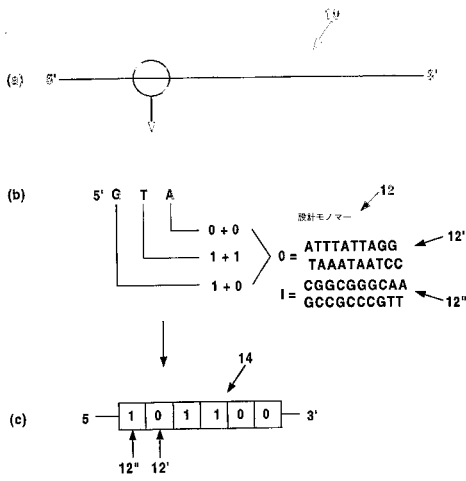 10
(a) 5' 3'
(b) 5' G T A
設計モノマー 12
0 + 0
1 + 1
1 + 0
0 = ATTTATTAGG 12'
TAAATAATCC
I = CGGCGGGCAA 12"
GCCGCCCGTT
14
(c) 5 1 0 1 1 0 0 3'
12" 12'